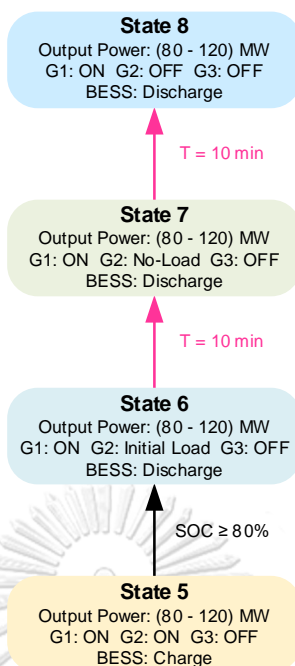 State 8
Output Power: (80 - 120) MW
G1: ON G2: OFF G3: OFF
BESS: Discharge
T = 10 min
State 7
Output Power: (80 - 120) MW
G1: ON G2: No-Load G3: OFF
BESS: Discharge
T = 10 min
State 6
Output Power: (80 - 120) MW
G1: ON G2: Initial Load G3: OFF
BESS: Discharge
SOC ≥ 80%
State 5
Output Power: (80 - 120) MW
G1: ON G2: ON G3: OFF
BESS: Charge